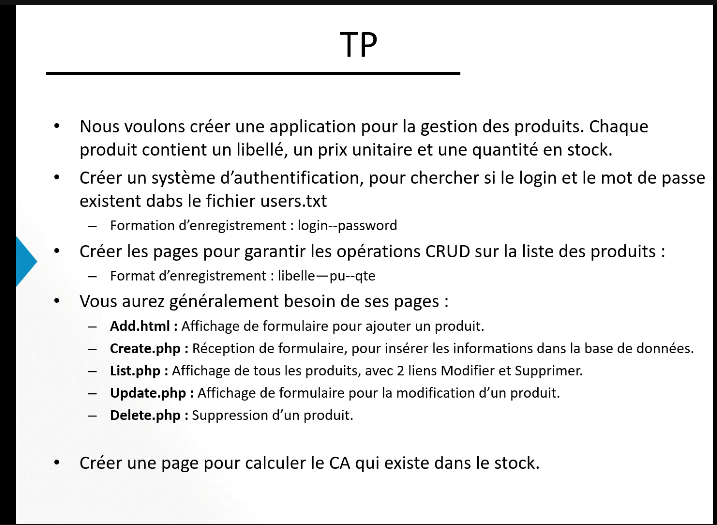 TP
• Nous voulons créer une application pour la gestion des produits. Chaque
produit contient un libellé, un prix unitaire et une quantité en stock.
• Créer un système d’authentification, pour chercher si le login et le mot de passe
existent dabs le fichier users.txt
– Formation d’enregistrement : login--password
• Créer les pages pour garantir les opérations CRUD sur la liste des produits :
– Format d’enregistrement : libelle—pu--qte
• Vous aurez généralement besoin de ses pages :
– Add.html : Affichage de formulaire pour ajouter un produit.
– Create.php : Réception de formulaire, pour insérer les informations dans la base de données.
– List.php : Affichage de tous les produits, avec 2 liens Modifier et Supprimer.
– Update.php : Affichage de formulaire pour la modification d’un produit.
– Delete.php : Suppression d’un produit.
• Créer une page pour calculer le CA qui existe dans le stock.